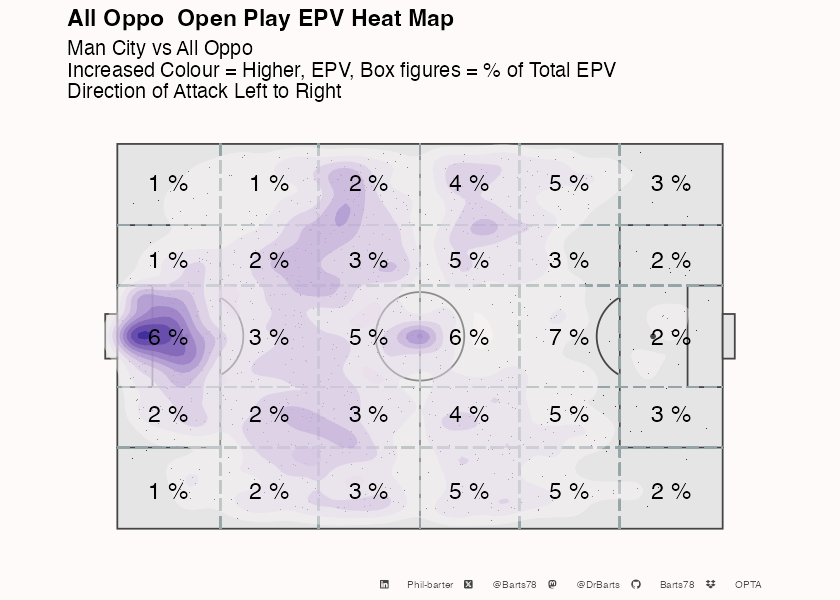 All Oppo  Open Play EPV Heat Map
Man City vs All Oppo
Increased Colour = Higher, EPV, Box figures = % of Total EPV
Direction of Attack Left to Right
1 % 1 % 2 % 4 % 5 % 3 %
1 % 2 % 3 % 5 % 3 % 2 %
6 % 3 % 5 % 6 % 7 % 2 %
2 % 2 % 3 % 4 % 5 % 3 %
1 % 2 % 3 % 5 % 5 % 2 %
Phil-barter @Barts78 @DrBarts Barts78 OPTA